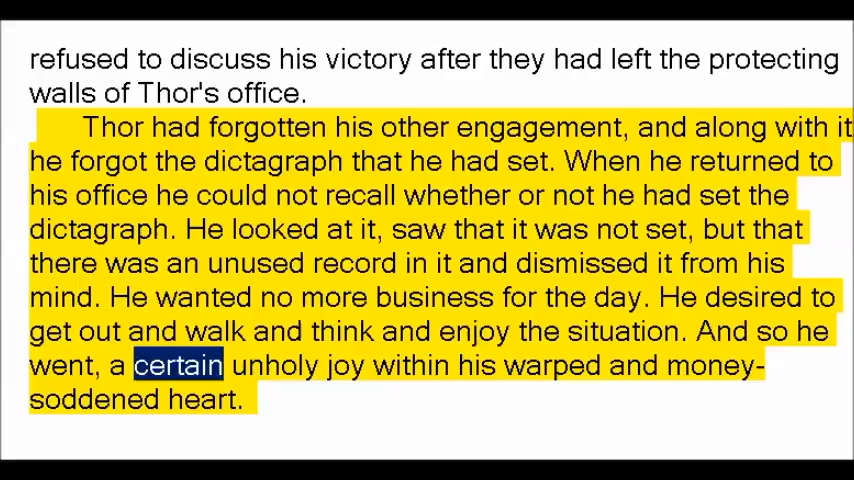 refused to discuss his victory after they had left the protecting
walls of Thor's office.
Thor had forgotten his other engagement, and along with it
he forgot the dictagraph that he had set. When he returned to
his office he could not recall whether or not he had set the
dictagraph. He looked at it, saw that it was not set, but that
there was an unused record in it and dismissed it from his
mind. He wanted no more business for the day. He desired to
get out and walk and think and enjoy the situation. And so he
went, a certain unholy joy within his warped and money-
soddened heart.